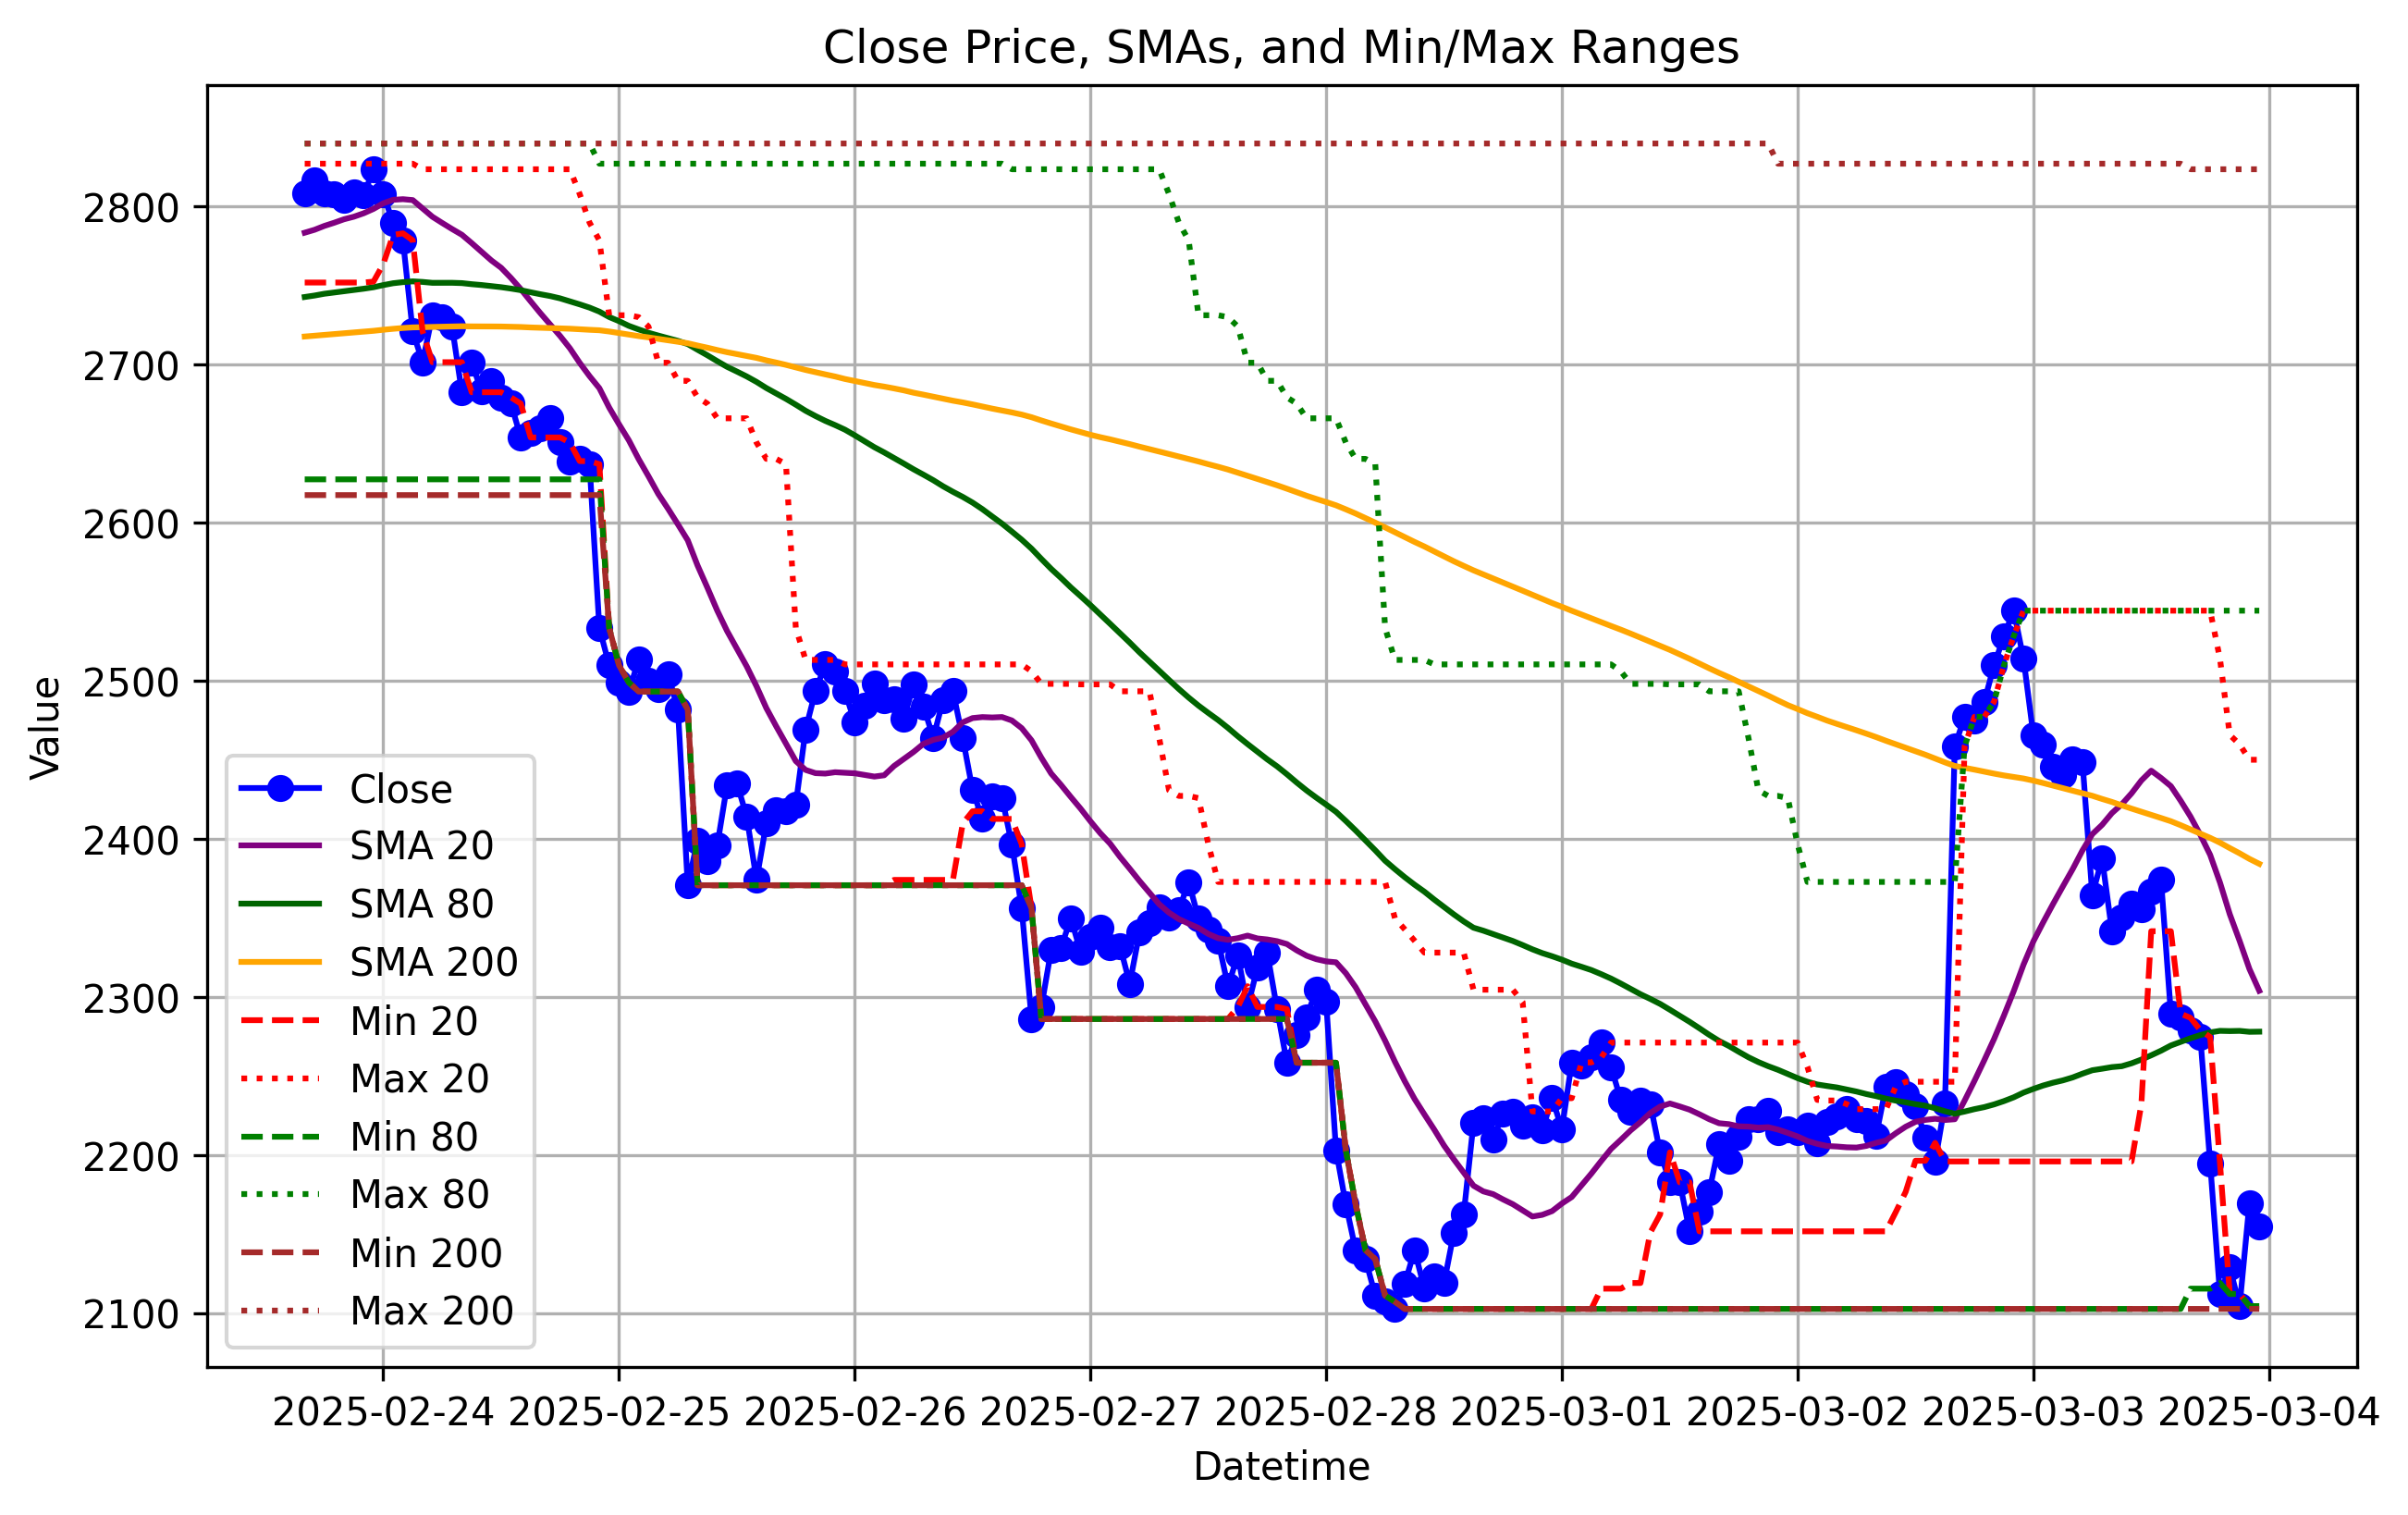 Close Price, SMAs, and Min/Max Ranges
Value
2800
2700
2600
2500
2400
2300
2200
2100
Close
SMA 20
SMA 80
SMA 200
Min 20
Max 20
Min 80
Max 80
Min 200
Max 200
2025-02-24 2025-02-25 2025-02-26 2025-02-27 2025-02-28 2025-03-01 2025-03-02 2025-03-03 2025-03-04
Datetime